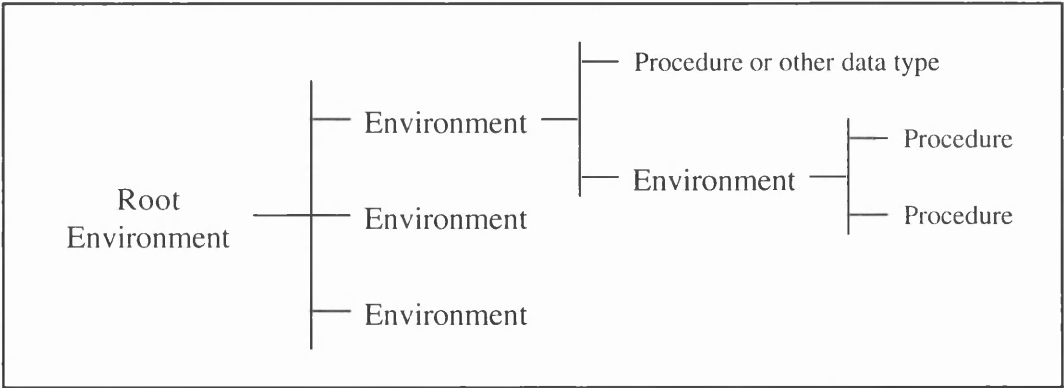 Root
Environment
Environment
Environment
Environment
Procedure or other data type
Environment
Procedure
Procedure